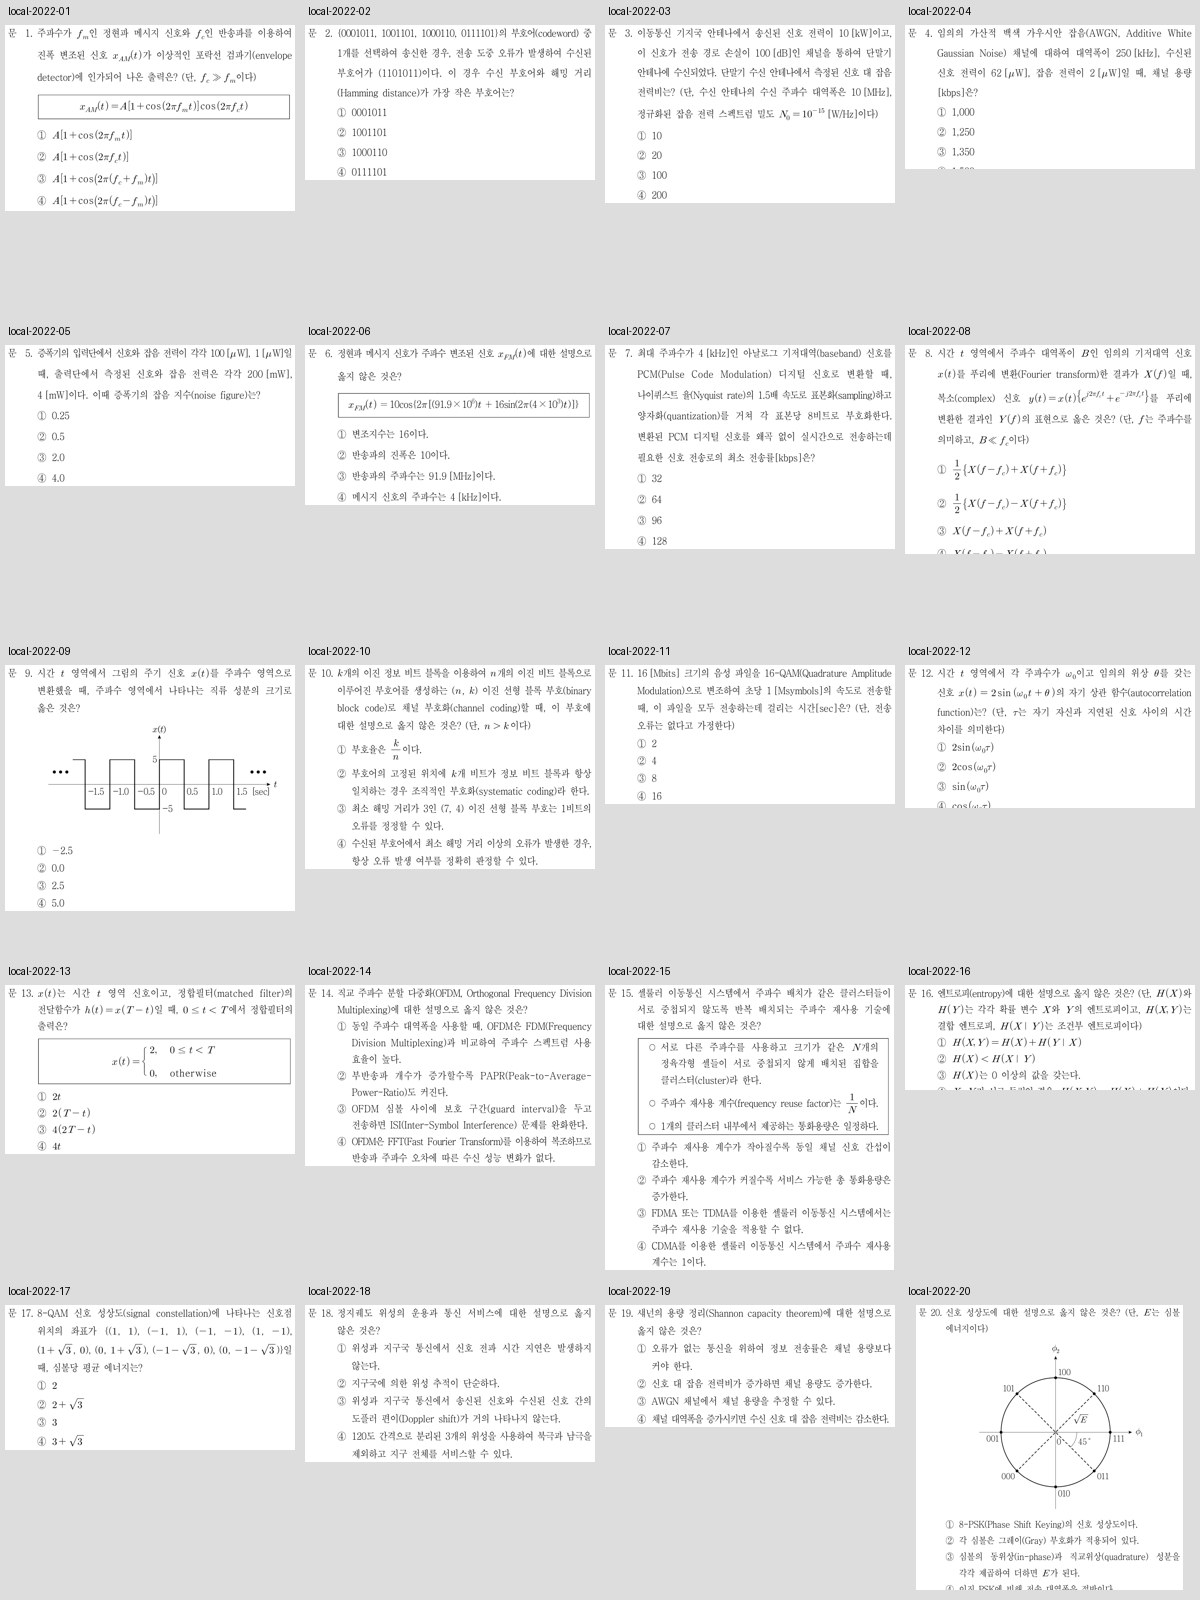 local-2022-01
문 1. 주파수가 f_m인 정현파 메시지 신호와 f_c인 반송파를 이용하여
진폭 변조된 신호 x_AM(t)가 이상적인 포락선 검파기(envelope
detector)에 인가되어 나온 출력은? (단, f_c ≫ f_m이다)
x_AM(t) = A[1+cos(2πf_m t)]cos(2πf_c t)
① A[1+cos(2πf_m t)]
② A[1+cos(2πf_c t)]
③ A[1+cos(2π(f_c+f_m)t)]
④ A[1+cos(2π(f_c−f_m)t)]
local-2022-02
문 2. {0001011, 1001101, 1000110, 0111101}의 부호어(codeword) 중
1개를 선택하여 송신한 경우, 전송 도중 오류가 발생하여 수신된
부호어가 (1101011)이다. 이 경우 수신 부호어와 해밍 거리
(Hamming distance)가 가장 작은 부호어는?
① 0001011
② 1001101
③ 1000110
④ 0111101
local-2022-03
문 3. 이동통신 기지국 안테나에서 송신된 신호 전력이 10 [kW]이고,
이 신호가 전송 경로 손실이 100 [dB]인 채널을 통하여 단말기
안테나에 수신되었다. 단말기 수신 안테나에서 측정된 신호 대 잡음
전력비는? (단, 수신 안테나의 수신 주파수 대역폭은 10 [MHz],
정규화된 잡음 전력 스펙트럼 밀도 N_0 = 10^−15 [W/Hz]이다)
① 10
② 20
③ 100
④ 200
local-2022-04
문 4. 임의의 가산적 백색 가우시안 잡음(AWGN, Additive White
Gaussian Noise) 채널에 대하여 대역폭이 250 [kHz], 수신된
신호 전력이 62 [μW], 잡음 전력이 2 [μW]일 때, 채널 용량
[kbps]은?
① 1,000
② 1,250
③ 1,350
local-2022-05
문 5. 증폭기의 입력단에서 신호와 잡음 전력이 각각 100 [μW], 1 [μW]일
때, 출력단에서 측정된 신호와 잡음 전력은 각각 200 [mW],
4 [mW]이다. 이때 증폭기의 잡음 지수(noise figure)는?
① 0.25
② 0.5
③ 2.0
④ 4.0
local-2022-06
문 6. 정현파 메시지 신호가 주파수 변조된 신호 x_FM(t)에 대한 설명으로
옳지 않은 것은?
x_FM(t) = 10cos{2π[(91.9×10^6)t + 16sin(2π(4×10^3)t)]}
① 변조지수는 16이다.
② 반송파의 진폭은 10이다.
③ 반송파의 주파수는 91.9 [MHz]이다.
④ 메시지 신호의 주파수는 4 [kHz]이다.
local-2022-07
문 7. 최대 주파수가 4 [kHz]인 아날로그 기저대역(baseband) 신호를
PCM(Pulse Code Modulation) 디지털 신호로 변환할 때,
나이퀴스트 율(Nyquist rate)의 1.5배 속도로 표본화(sampling)하고
양자화(quantization)를 거쳐 각 표본당 8비트로 부호화한다.
변환된 PCM 디지털 신호를 왜곡 없이 실시간으로 전송하는데
필요한 신호 전송로의 최소 전송률[kbps]은?
① 32
② 64
③ 96
④ 128
local-2022-08
문 8. 시간 t 영역에서 주파수 대역폭이 B인 임의의 기저대역 신호
x(t)를 푸리에 변환(Fourier transform)한 결과가 X(f)일 때,
복소(complex) 신호 y(t) = x(t){e^j2πf_c t + e^−j2πf_c t}를 푸리에
변환한 결과인 Y(f)의 표현으로 옳은 것은? (단, f는 주파수를
의미하고, B ≪ f_c이다)
① 1/2 {X(f−f_c)+X(f+f_c)}
② 1/2 {X(f−f_c)−X(f+f_c)}
③ X(f−f_c)+X(f+f_c)
④ X(f−f_c)−X(f+f_c)
local-2022-09
문 9. 시간 t 영역에서 그림의 주기 신호 x(t)를 주파수 영역으로
변환했을 때, 주파수 영역에서 나타나는 직류 성분의 크기로
옳은 것은?
x(t)
5
−1.5 −1.0 −0.5 0 0.5 1.0 1.5 [sec] t
−5
① −2.5
② 0.0
③ 2.5
④ 5.0
local-2022-10
문 10. k개의 이진 정보 비트 블록을 이용하여 n개의 이진 비트 블록으로
이루어진 부호어를 생성하는 (n, k) 이진 선형 블록 부호(binary
block code)로 채널 부호화(channel coding)할 때, 이 부호에
대한 설명으로 옳지 않은 것은? (단, n > k이다)
① 부호율은 k/n이다.
② 부호어의 고정된 위치에 k개 비트가 정보 비트 블록과 항상
일치하는 경우 조직적인 부호화(systematic coding)라 한다.
③ 최소 해밍 거리가 3인 (7, 4) 이진 선형 블록 부호는 1비트의
오류를 정정할 수 있다.
④ 수신된 부호어에서 최소 해밍 거리 이상의 오류가 발생한 경우,
항상 오류 발생 여부를 정확히 판정할 수 있다.
local-2022-11
문 11. 16 [Mbits] 크기의 음성 파일을 16-QAM(Quadrature Amplitude
Modulation)으로 변조하여 초당 1 [Msymbols]의 속도로 전송할
때, 이 파일을 모두 전송하는데 걸리는 시간[sec]은? (단, 전송
오류는 없다고 가정한다)
① 2
② 4
③ 8
④ 16
local-2022-12
문 12. 시간 t 영역에서 각 주파수가 ω_0이고 임의의 위상 θ를 갖는
신호 x(t) = 2sin(ω_0t+θ)의 자기 상관 함수(autocorrelation
function)는? (단, τ는 자기 자신과 지연된 신호 사이의 시간
차이를 의미한다)
① 2sin(ω_0τ)
② 2cos(ω_0τ)
③ sin(ω_0τ)
④ cos(ω_0τ)
local-2022-13
문 13. x(t)는 시간 t 영역 신호이고, 정합필터(matched filter)의
전달함수가 h(t) = x(T−t)일 때, 0 ≤ t < T에서 정합필터의
출력은?
x(t) = { 2, 0 ≤ t < T
0, otherwise
① 2t
② 2(T−t)
③ 4(2T−t)
④ 4t
local-2022-14
문 14. 직교 주파수 분할 다중화(OFDM, Orthogonal Frequency Division
Multiplexing)에 대한 설명으로 옳지 않은 것은?
① 동일 주파수 대역폭을 사용할 때, OFDM은 FDM(Frequency
Division Multiplexing)과 비교하여 주파수 스펙트럼 사용
효율이 높다.
② 부반송파 개수가 증가할수록 PAPR(Peak-to-Average-
Power-Ratio)도 커진다.
③ OFDM 심볼 사이에 보호 구간(guard interval)을 두고
전송하면 ISI(Inter-Symbol Interference) 문제를 완화한다.
④ OFDM은 FFT(Fast Fourier Transform)를 이용하여 복조하므로
반송파 주파수 오차에 따른 수신 성능 변화가 없다.
local-2022-15
문 15. 셀룰러 이동통신 시스템에서 주파수 배치가 같은 클러스터들이
서로 중첩되지 않도록 반복 배치되는 주파수 재사용 기술에
대한 설명으로 옳지 않은 것은?
○ 서로 다른 주파수를 사용하고 크기가 같은 N개의
정육각형 셀들이 서로 중첩되지 않게 배치된 집합을
클러스터(cluster)라 한다.
○ 주파수 재사용 계수(frequency reuse factor)는 1/N이다.
○ 1개의 클러스터 내부에서 제공하는 통화용량은 일정하다.
① 주파수 재사용 계수가 작아질수록 동일 채널 신호 간섭이
감소한다.
② 주파수 재사용 계수가 커질수록 서비스 가능한 총 통화용량은
증가한다.
③ FDMA 또는 TDMA를 이용한 셀룰러 이동통신 시스템에서는
주파수 재사용 기술을 적용할 수 없다.
④ CDMA를 이용한 셀룰러 이동통신 시스템에서 주파수 재사용
계수는 1이다.
local-2022-16
문 16. 엔트로피(entropy)에 대한 설명으로 옳지 않은 것은? (단, H(X)와
H(Y)는 각각 확률 변수 X와 Y의 엔트로피이고, H(X, Y)는
결합 엔트로피, H(X | Y)는 조건부 엔트로피이다)
① H(X, Y) = H(X) + H(Y | X)
② H(X) < H(X | Y)
③ H(X)는 0 이상의 값을 갖는다.
local-2022-17
문 17. 8-QAM 신호 성상도(signal constellation)에 나타나는 신호점
위치의 좌표가 {(1, 1), (−1, 1), (−1, −1), (1, −1),
(1+√3, 0), (0, 1+√3), (−1−√3, 0), (0, −1−√3)}일
때, 심볼당 평균 에너지는?
① 2
② 2+√3
③ 3
④ 3+√3
local-2022-18
문 18. 정지궤도 위성의 운용과 통신 서비스에 대한 설명으로 옳지
않은 것은?
① 위성과 지구국 통신에서 신호 전파 시간 지연은 발생하지
않는다.
② 지구국에 의한 위성 추적이 단순하다.
③ 위성과 지구국 통신에서 송신된 신호와 수신된 신호 간의
도플러 편이(Doppler shift)가 거의 나타나지 않는다.
④ 120도 간격으로 분리된 3개의 위성을 사용하여 북극과 남극을
제외하고 지구 전체를 서비스할 수 있다.
local-2022-19
문 19. 섀넌의 용량 정리(Shannon capacity theorem)에 대한 설명으로
옳지 않은 것은?
① 오류가 없는 통신을 위하여 정보 전송률은 채널 용량보다
커야 한다.
② 신호 대 잡음 전력비가 증가하면 채널 용량도 증가한다.
③ AWGN 채널에서 채널 용량을 추정할 수 있다.
④ 채널 대역폭을 증가시키면 수신 신호 대 잡음 전력비는 감소한다.
local-2022-20
문 20. 신호 성상도에 대한 설명으로 옳지 않은 것은? (단, E는 심볼
에너지이다)
ϕ_2
100
101 110
√E
001 0 45° 111 ϕ_1
000 011
010
① 8-PSK(Phase Shift Keying)의 신호 성상도이다.
② 각 심볼은 그레이(Gray) 부호화가 적용되어 있다.
③ 심볼의 동위상(in-phase)과 직교위상(quadrature) 성분을
각각 제곱하여 더하면 E가 된다.